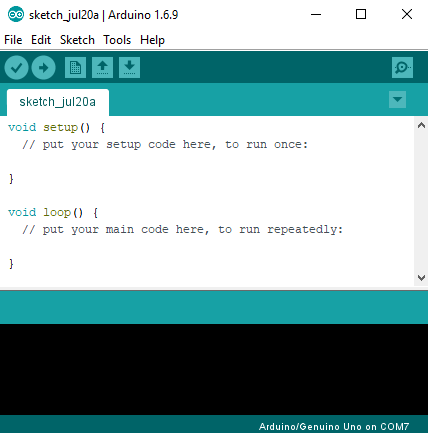 sketch_jul20a | Arduino 1.6.9
File Edit Sketch Tools Help
sketch_jul20a
void setup() {
  // put your setup code here, to run once:
}
void loop() {
  // put your main code here, to run repeatedly:
}
Arduino/Genuino Uno on COM7